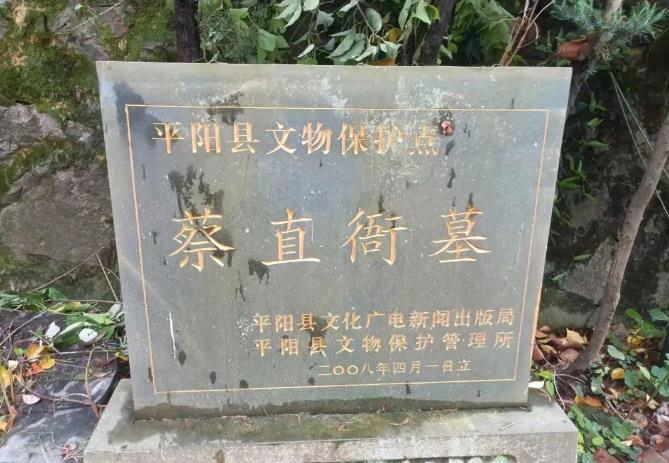 平阳县文物保护点
蔡直衙墓
平阳县文化广电新闻出版局
平阳县文物保护管理所
二〇〇八年四月一日立